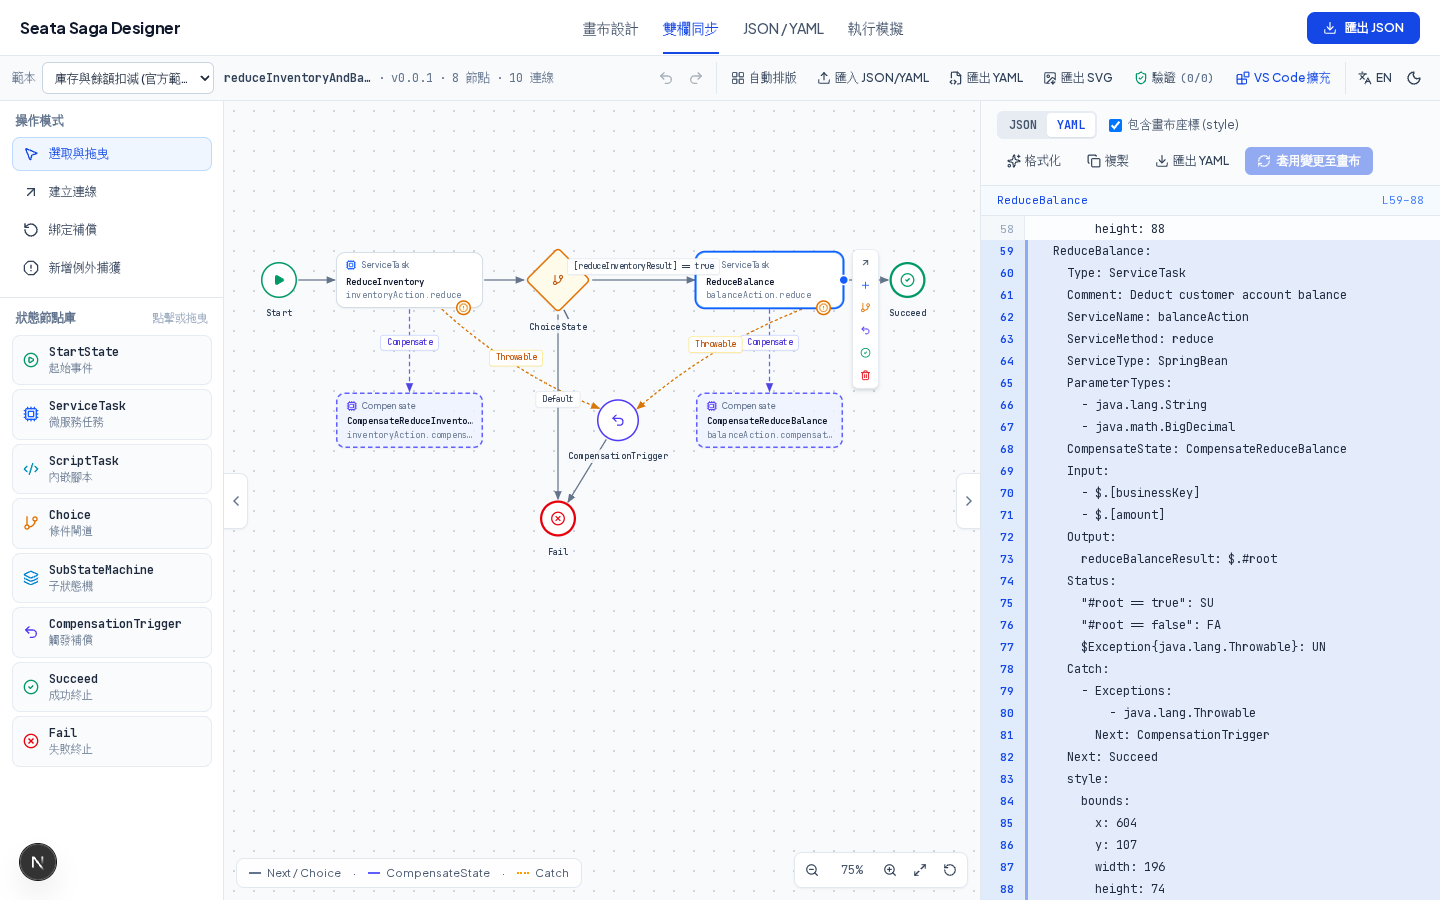 Seata Saga Designer
畫布設計
雙欄同步
JSON / YAML
執行模擬
匯出 JSON
範本
庫存與餘額扣減 (官方範...
reduceInventoryAndBa… · v0.0.1 · 8 節點 · 10 連線
自動排版
匯入 JSON/YAML
匯出 YAML
匯出 SVG
驗證 (0/0)
VS Code 擴充
EN
操作模式
選取與拖曳
建立連線
綁定補償
新增例外捕獲
狀態節點庫
點擊或拖曳
StartState
起始事件
ServiceTask
微服務任務
ScriptTask
內嵌腳本
Choice
條件閘道
SubStateMachine
子狀態機
CompensationTrigger
觸發補償
Succeed
成功終止
Fail
失敗終止
N
Start
ServiceTask
ReduceInventory
inventoryAction.reduce
[reduceInventoryResult] == true
ChoiceState
ServiceTask
ReduceBalance
balanceAction.reduce
Succeed
Compensate
Throwable
Throwable
Compensate
Default
Compensate
CompensateReduceInvento…
inventoryAction.compens…
CompensationTrigger
Compensate
CompensateReduceBalance
balanceAction.compensat…
Fail
Next / Choice · CompensateState · Catch
75%
JSON
YAML
包含畫布座標 (style)
格式化
複製
匯出 YAML
套用變更至畫布
ReduceBalance
L59–88
58 height: 88
59 ReduceBalance:
60 Type: ServiceTask
61 Comment: Deduct customer account balance
62 ServiceName: balanceAction
63 ServiceMethod: reduce
64 ServiceType: SpringBean
65 ParameterTypes:
66 - java.lang.String
67 - java.math.BigDecimal
68 CompensateState: CompensateReduceBalance
69 Input:
70 - $.[businessKey]
71 - $.[amount]
72 Output:
73 reduceBalanceResult: $.#root
74 Status:
75 "#root == true": SU
76 "#root == false": FA
77 $Exception{java.lang.Throwable}: UN
78 Catch:
79 - Exceptions:
80 - java.lang.Throwable
81 Next: CompensationTrigger
82 Next: Succeed
83 style:
84 bounds:
85 x: 604
86 y: 107
87 width: 196
88 height: 74